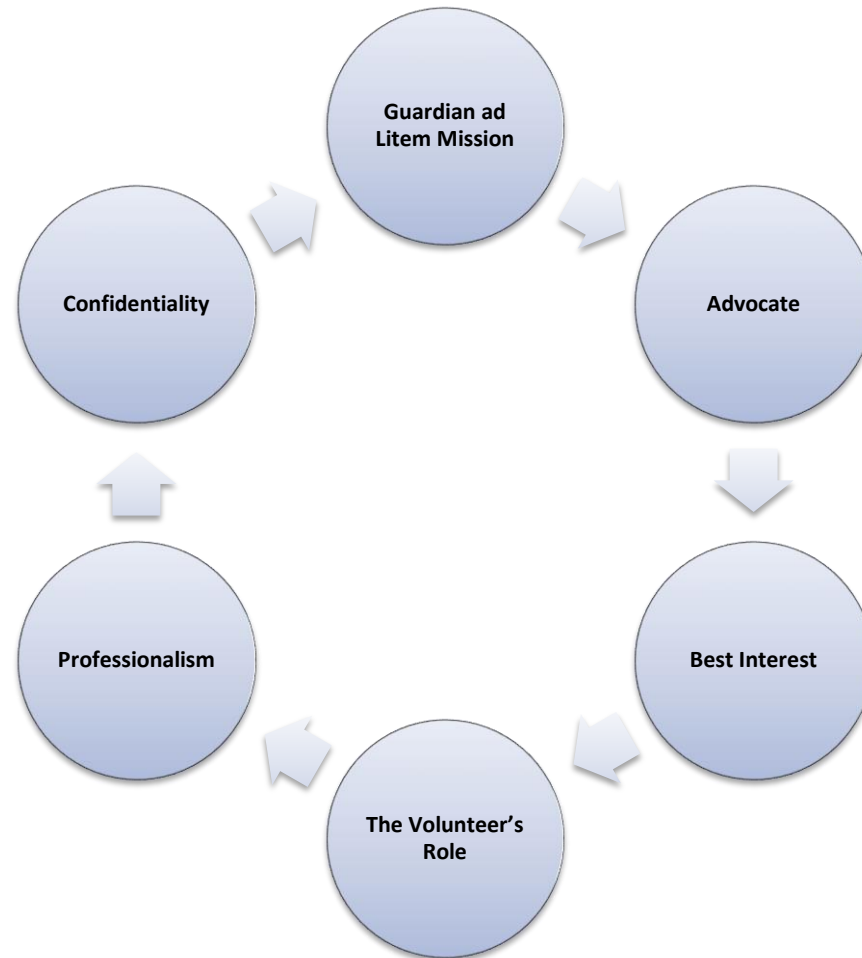 Guardian ad
Litem Mission
Advocate
Best Interest
The Volunteer’s
Role
Professionalism
Confidentiality